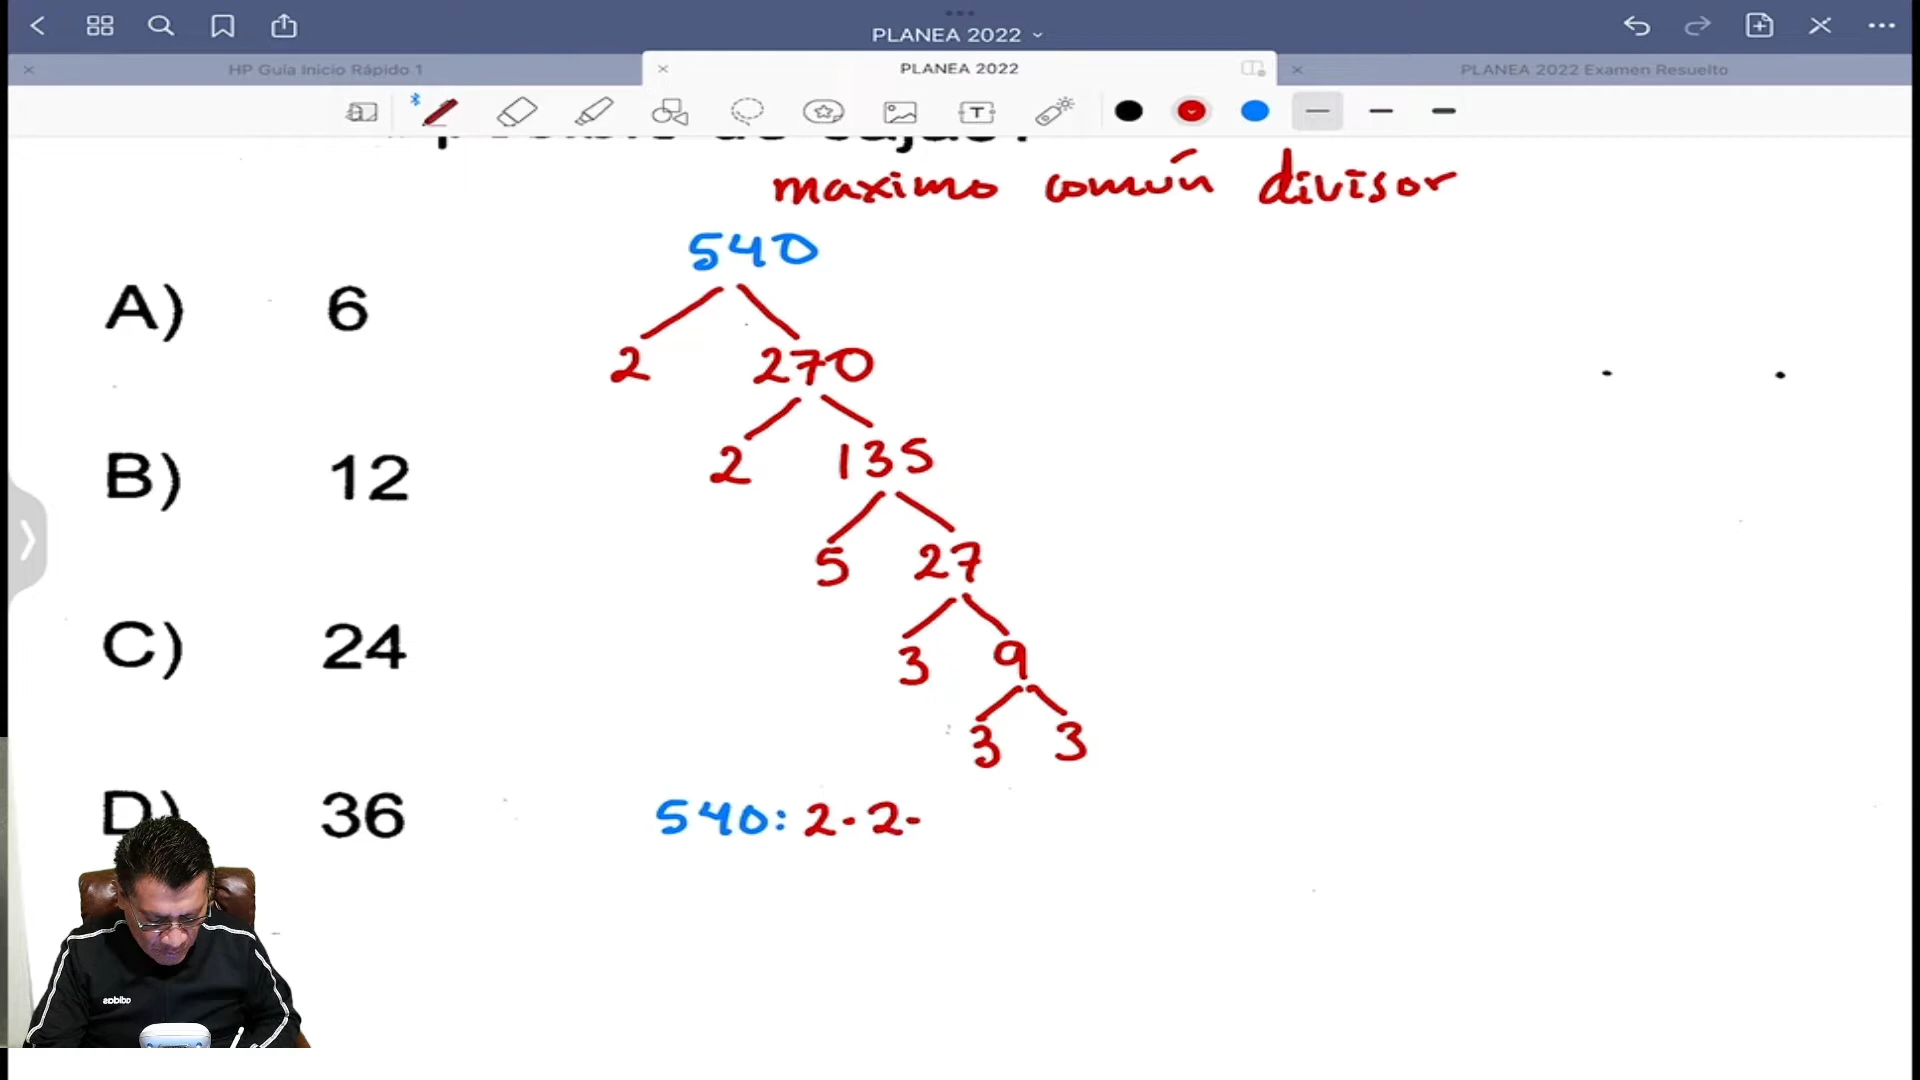 PLANEA 2022
HP Guía Inicio Rápido 1
PLANEA 2022
PLANEA 2022 Examen Resuelto
T
maximo común divisor
540
A) 6
2 270
2 135
B) 12
5 27
C) 24
3 9
3 3
D) 36
540: 2 · 2 ·
adidas